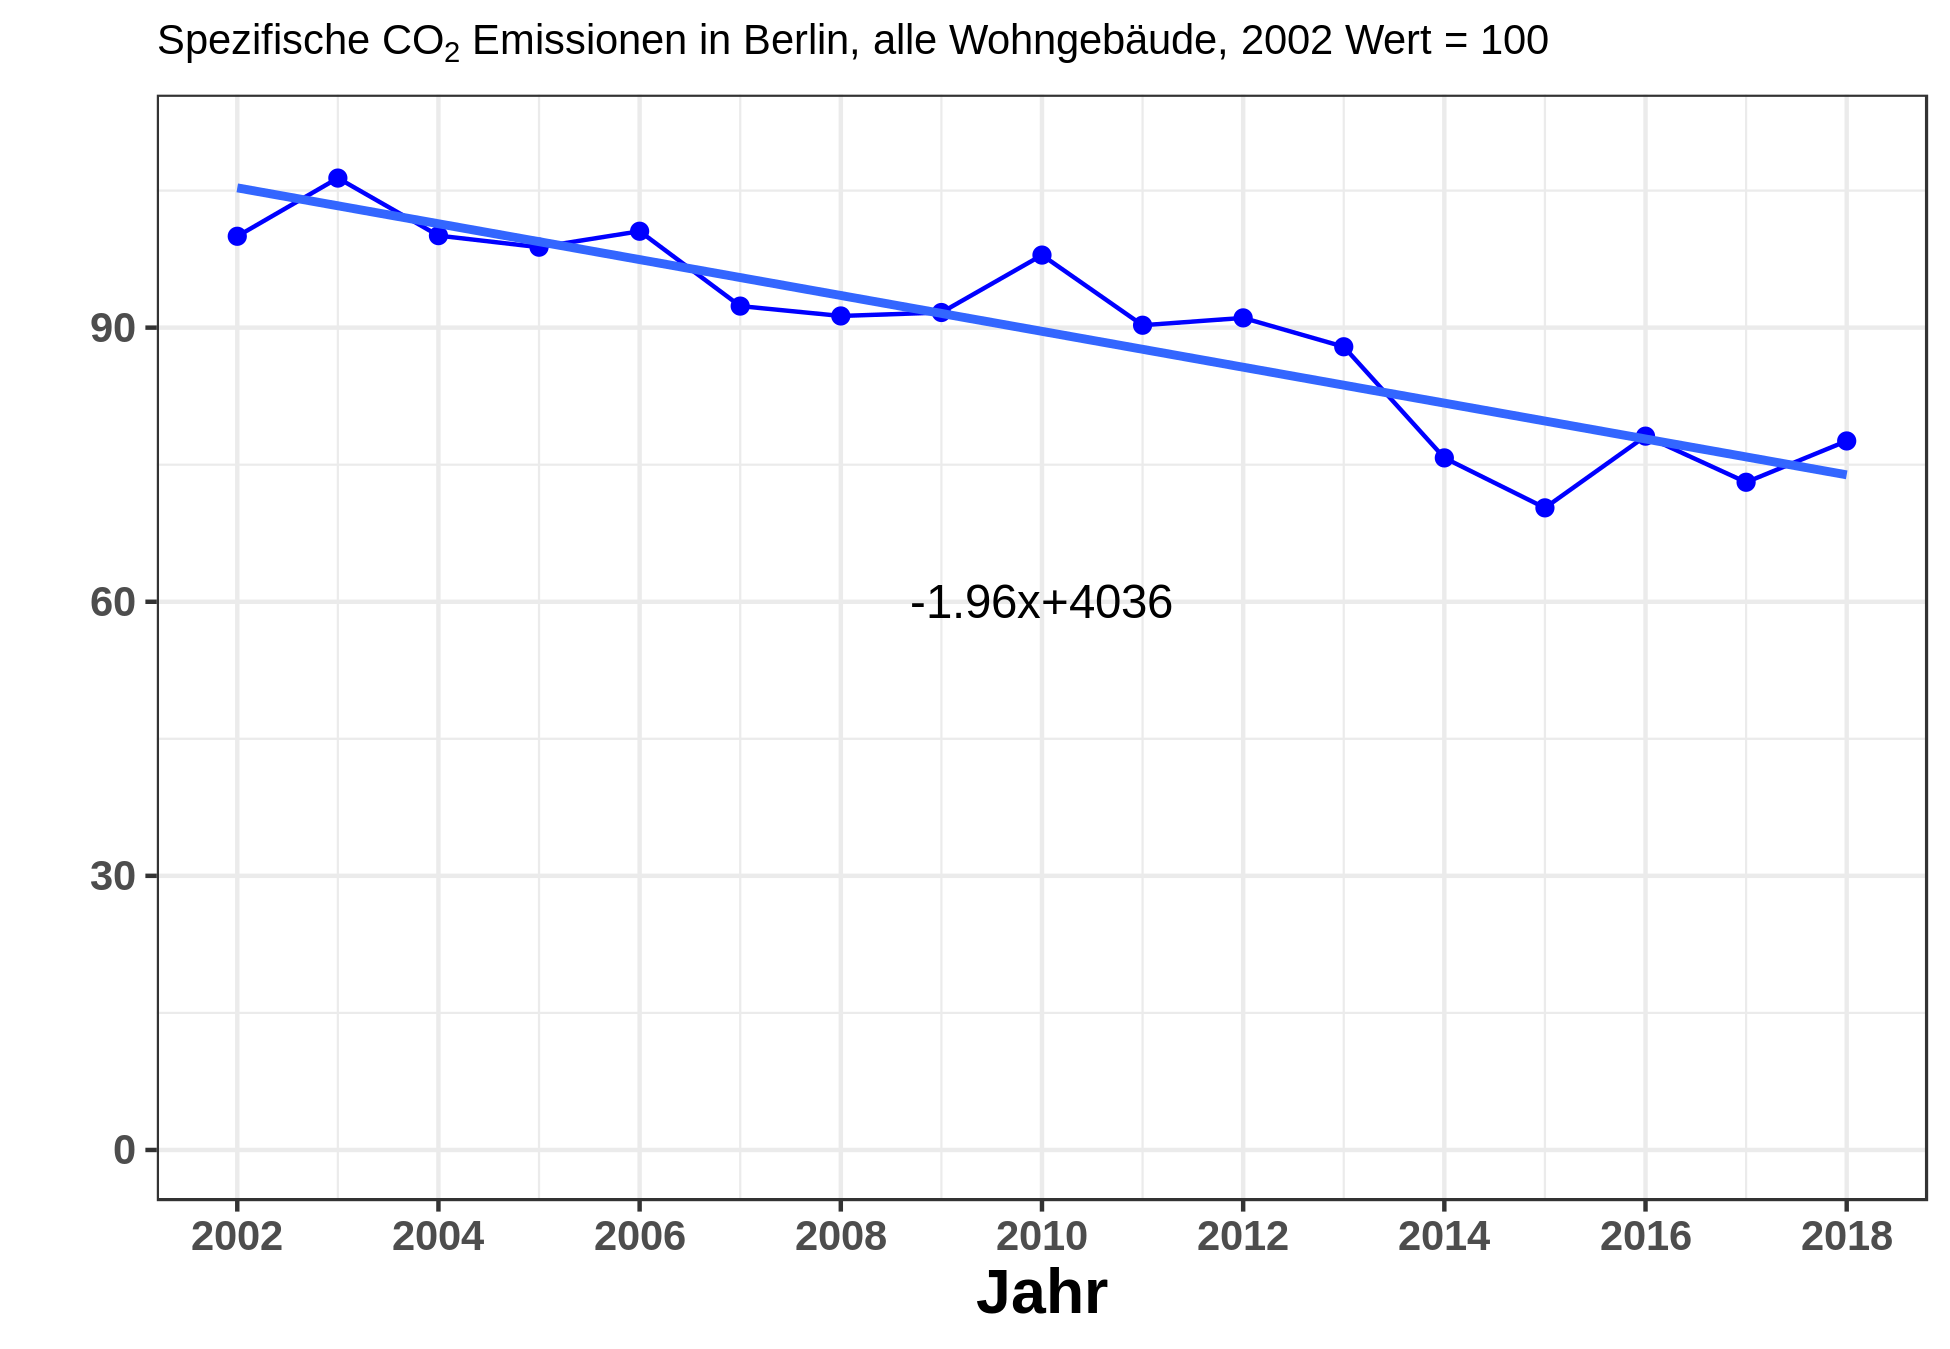 Spezifische CO₂ Emissionen in Berlin, alle Wohngebäude, 2002 Wert = 100
90
60
-1.96x+4036
30
0
2002 2004 2006 2008 2010 2012 2014 2016 2018
Jahr